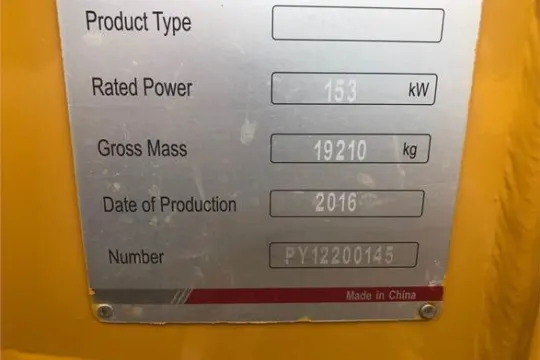 Product Type
Rated Power 153 kW
Gross Mass 19210 kg
Date of Production 2016
Number PY12200145
Made in China